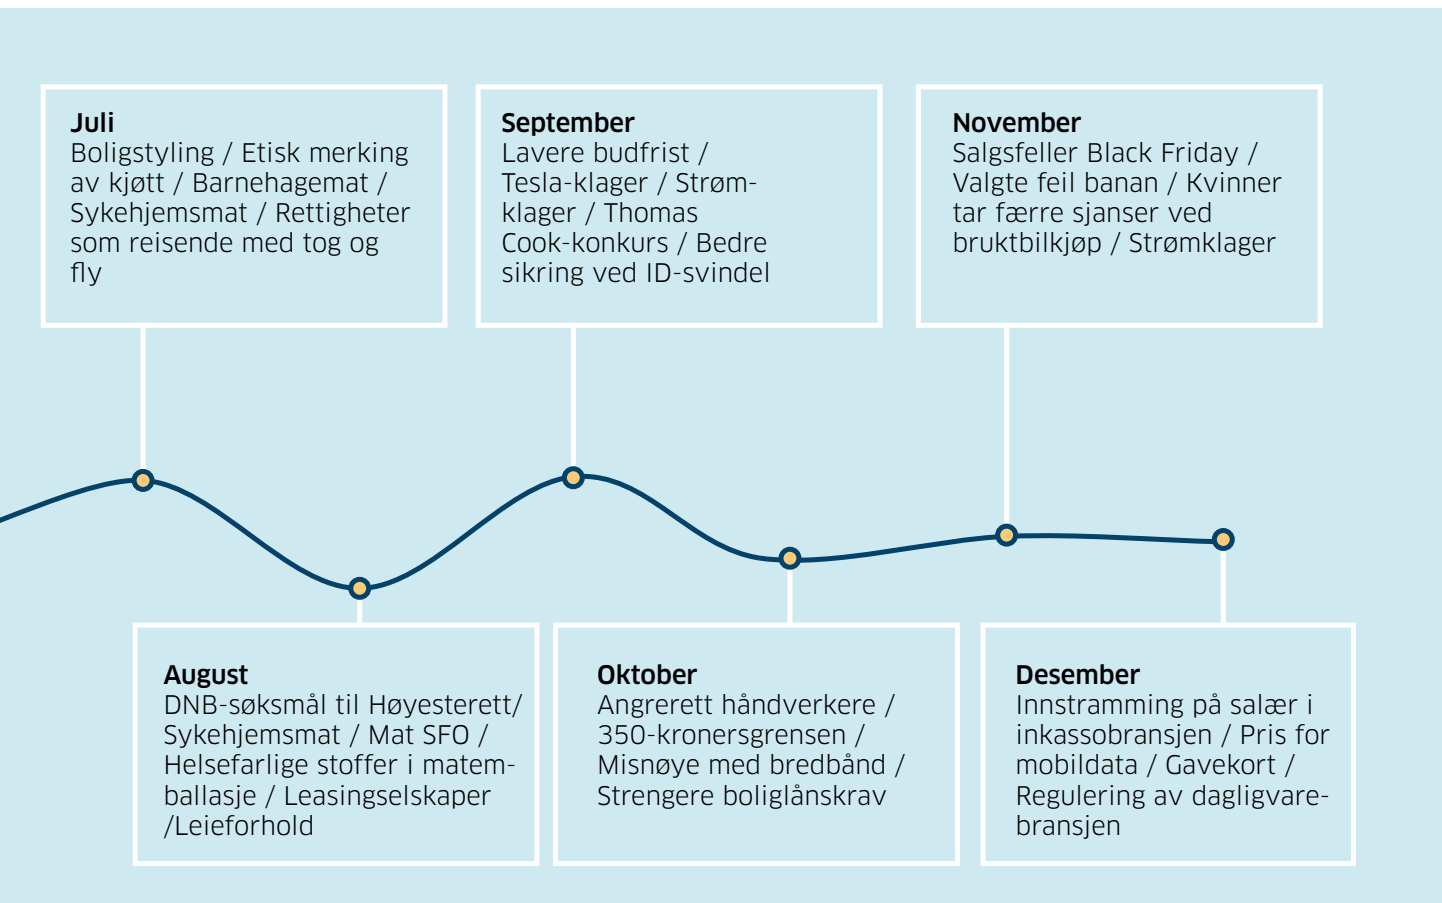 Juli
Boligstyling / Etisk merking
av kjøtt / Barnehagemat /
Sykehjemsmat / Rettigheter
som reisende med tog og
fly
September
Lavere budfrist /
Tesla-klager / Strøm-
klager / Thomas
Cook-konkurs / Bedre
sikring ved ID-svindel
November
Salgsfeller Black Friday /
Valgte feil banan / Kvinner
tar færre sjanser ved
bruktbilkjøp / Strømklager
August
DNB-søksmål til Høyesterett/
Sykehjemsmat / Mat SFO /
Helsefarlige stoffer i matem-
ballasje / Leasingselskaper
/Leieforhold
Oktober
Angrerett håndverkere /
350-kronersgrensen /
Misnøye med bredbånd /
Strengere boliglånskrav
Desember
Innstramming på salær i
inkassobransjen / Pris for
mobildata / Gavekort /
Regulering av dagligvare-
bransjen